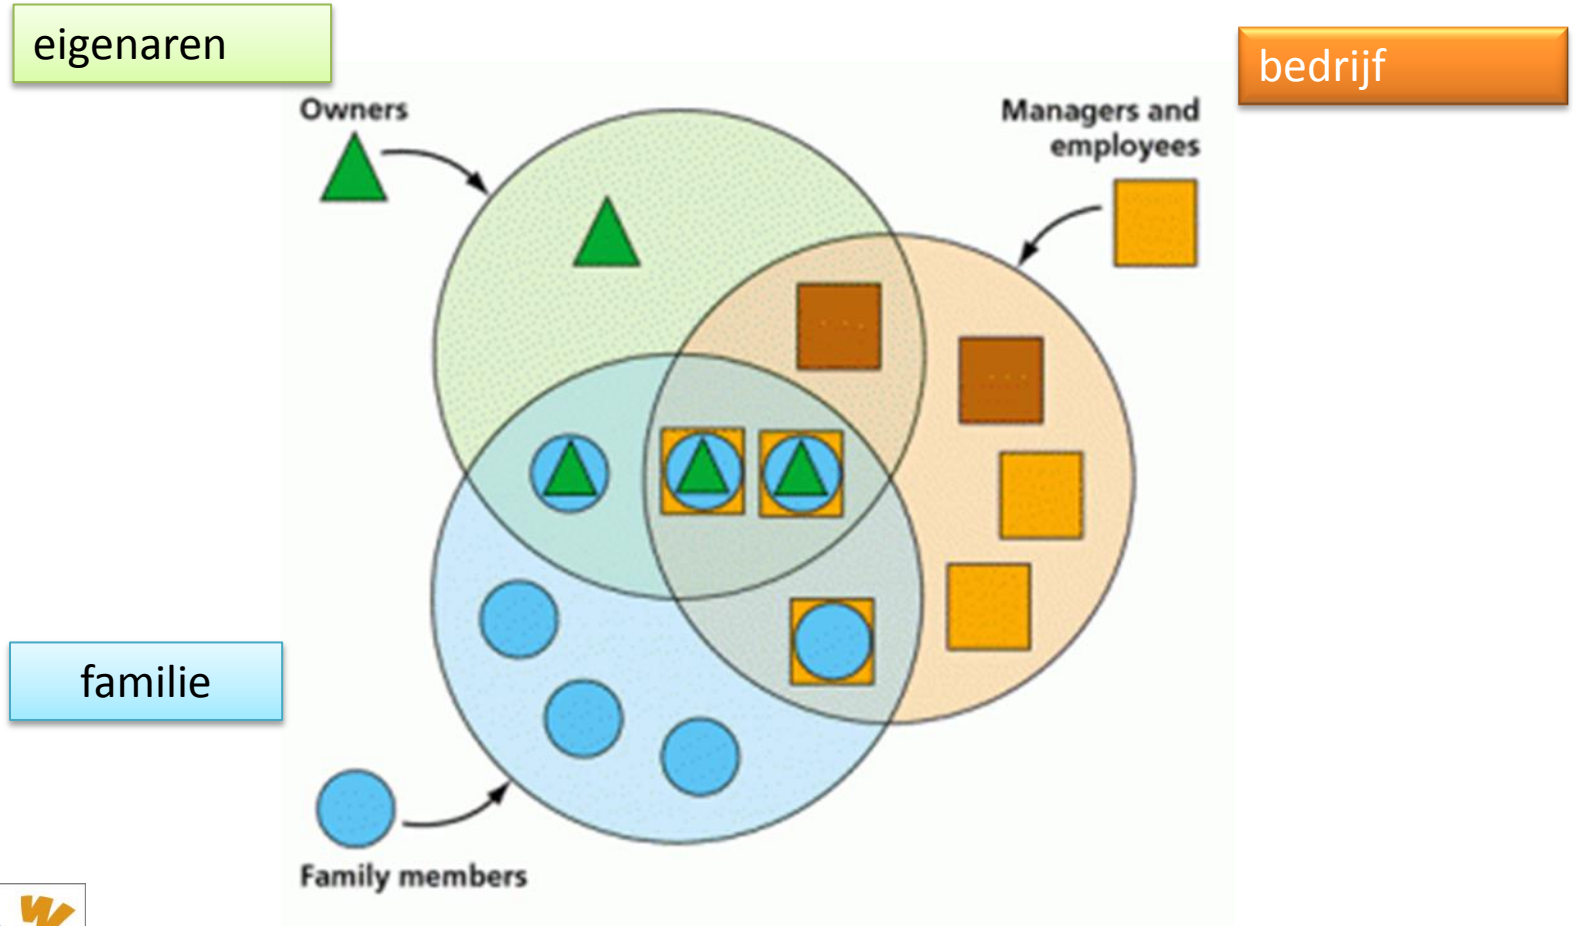 eigenaren
bedrijf
Owners
Managers and
employees
familie
Family members